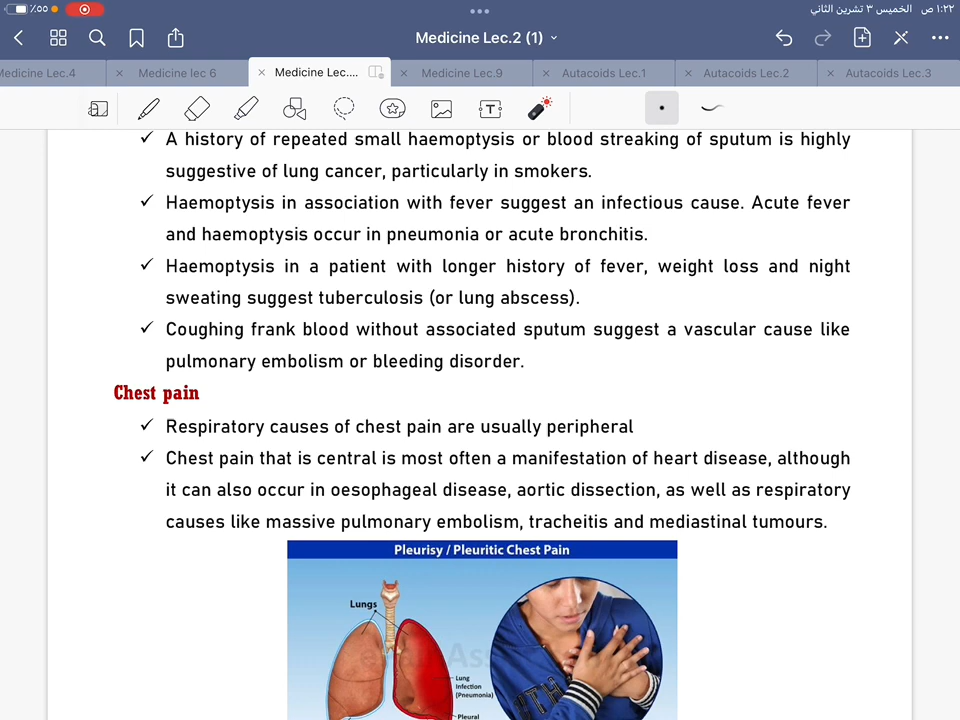 ٪٥٥
١:٢٢ ص الخميس ٣ تشرين الثاني
Medicine Lec.2 (1)
Medicine Lec.4
Medicine lec 6
Medicine Lec....
Medicine Lec.9
Autacoids Lec.1
Autacoids Lec.2
Autacoids Lec.3
T
✓ A history of repeated small haemoptysis or blood streaking of sputum is highly
suggestive of lung cancer, particularly in smokers.
✓ Haemoptysis in association with fever suggest an infectious cause. Acute fever
and haemoptysis occur in pneumonia or acute bronchitis.
✓ Haemoptysis in a patient with longer history of fever, weight loss and night
sweating suggest tuberculosis (or lung abscess).
✓ Coughing frank blood without associated sputum suggest a vascular cause like
pulmonary embolism or bleeding disorder.
Chest pain
✓ Respiratory causes of chest pain are usually peripheral
✓ Chest pain that is central is most often a manifestation of heart disease, although
it can also occur in oesophageal disease, aortic dissection, as well as respiratory
causes like massive pulmonary embolism, tracheitis and mediastinal tumours.
Pleurisy / Pleuritic Chest Pain
Lungs
Lung
Infection
(Pneumonia)
Pleural